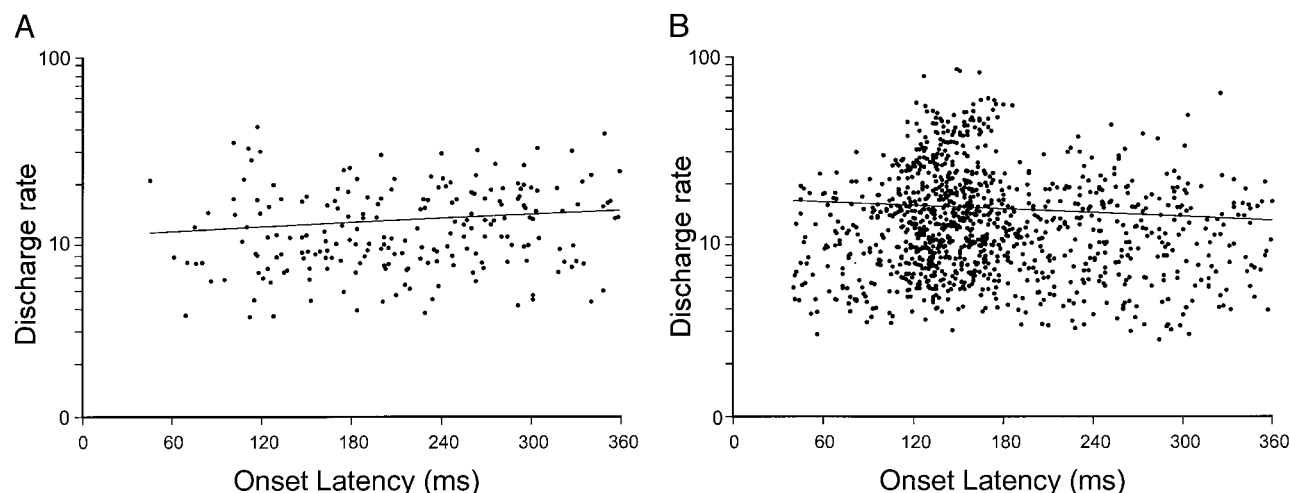 A
B
100
10
0
Discharge rate
0 60 120 180 240 300 360
Onset Latency (ms)
100
10
0
Discharge rate
0 60 120 180 240 300 360
Onset Latency (ms)